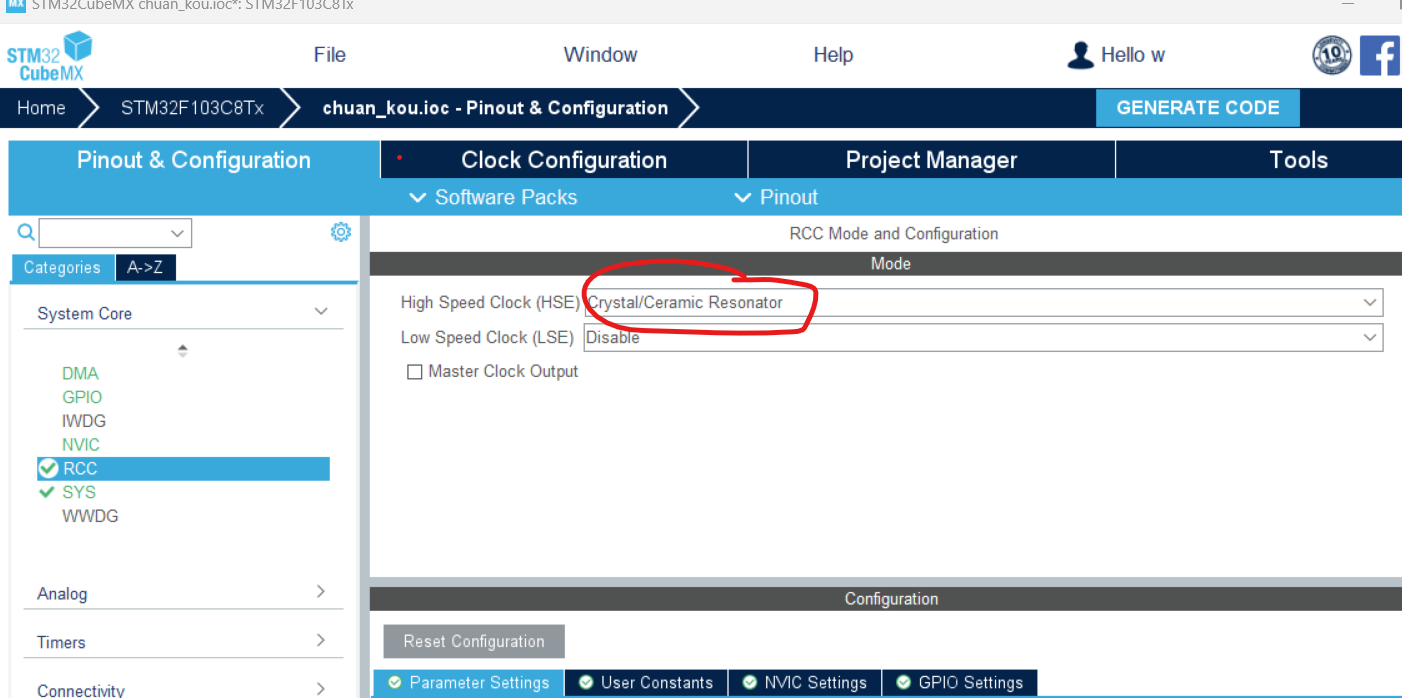 MX STM32CubeMX chuan_kou.ioc*: STM32F103C8Tx
STM32 CubeMX File Window Help Hello w 10
Home STM32F103C8Tx chuan_kou.ioc - Pinout & Configuration GENERATE CODE
Pinout & Configuration Clock Configuration Project Manager Tools
Software Packs Pinout
RCC Mode and Configuration
Categories A->Z
Mode
System Core
High Speed Clock (HSE) Crystal/Ceramic Resonator
Low Speed Clock (LSE) Disable
Master Clock Output
DMA
GPIO
IWDG
NVIC
RCC
SYS
WWDG
Analog
Timers
Connectivity
Configuration
Reset Configuration
Parameter Settings User Constants NVIC Settings GPIO Settings